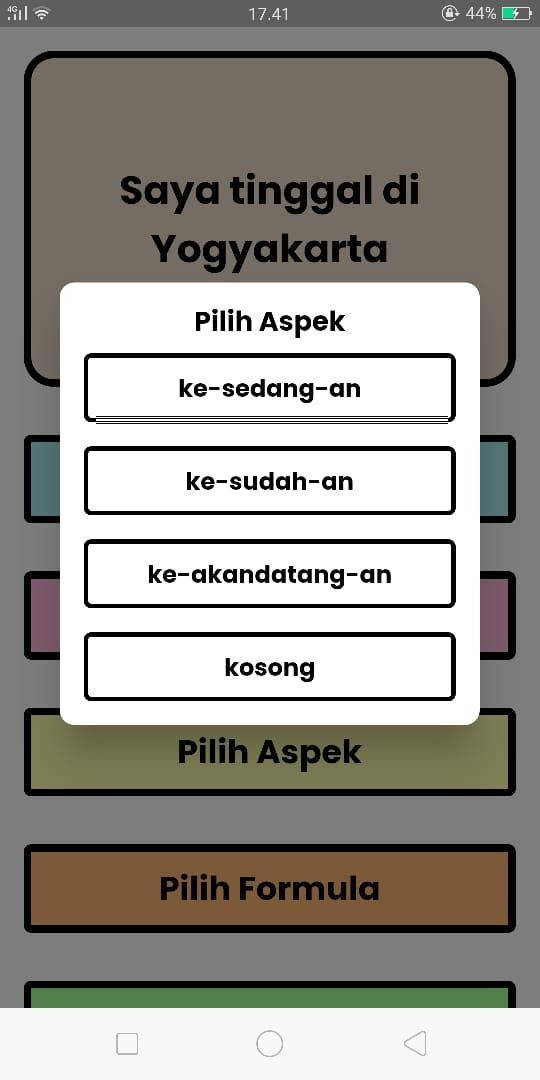 4G 17.41 44%
Saya tinggal di
Yogyakarta
Pilih Aspek
ke-sedang-an
ke-sudah-an
ke-akandatang-an
kosong
Pilih Aspek
Pilih Formula